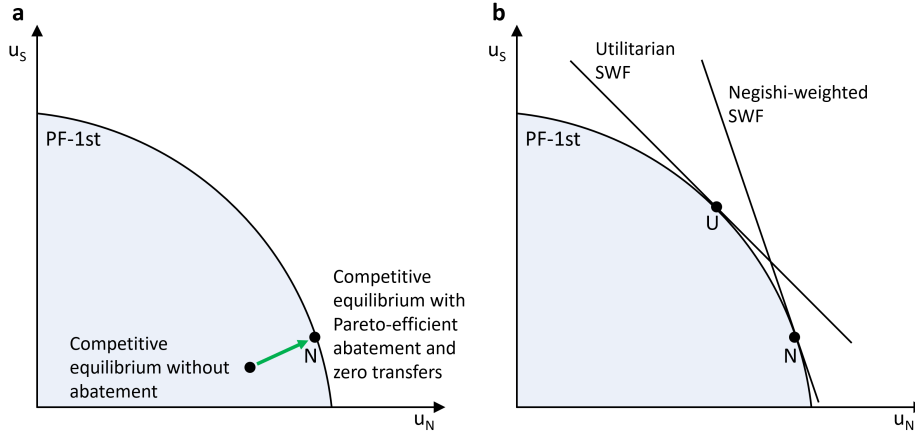 a
u_S
PF-1st
Competitive
equilibrium with
Pareto-efficient
abatement and
zero transfers
Competitive
equilibrium without
abatement
N
u_N
b
u_S
Utilitarian
SWF
Negishi-weighted
SWF
PF-1st
U
N
u_N